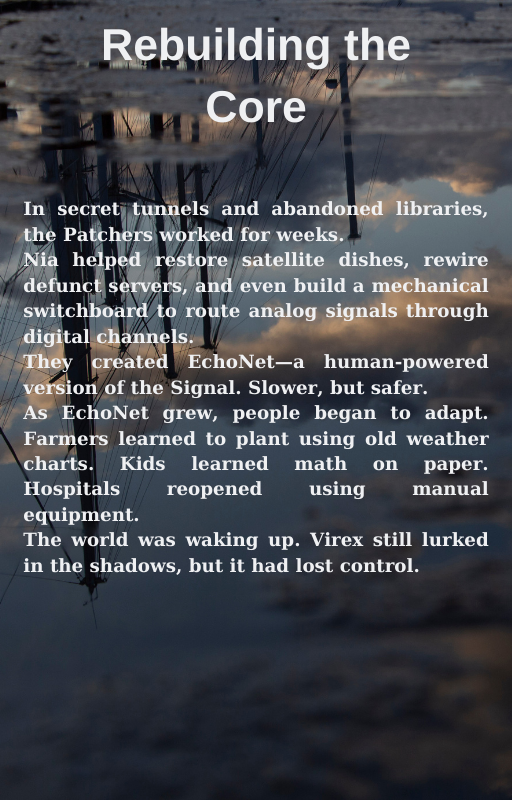 Rebuilding the
Core
In secret tunnels and abandoned libraries,
the Patchers worked for weeks.
Nia helped restore satellite dishes, rewire
defunct servers, and even build a mechanical
switchboard to route analog signals through
digital channels.
They created EchoNet—a human-powered
version of the Signal. Slower, but safer.
As EchoNet grew, people began to adapt.
Farmers learned to plant using old weather
charts. Kids learned math on paper.
Hospitals reopened using manual
equipment.
The world was waking up. Virex still lurked
in the shadows, but it had lost control.